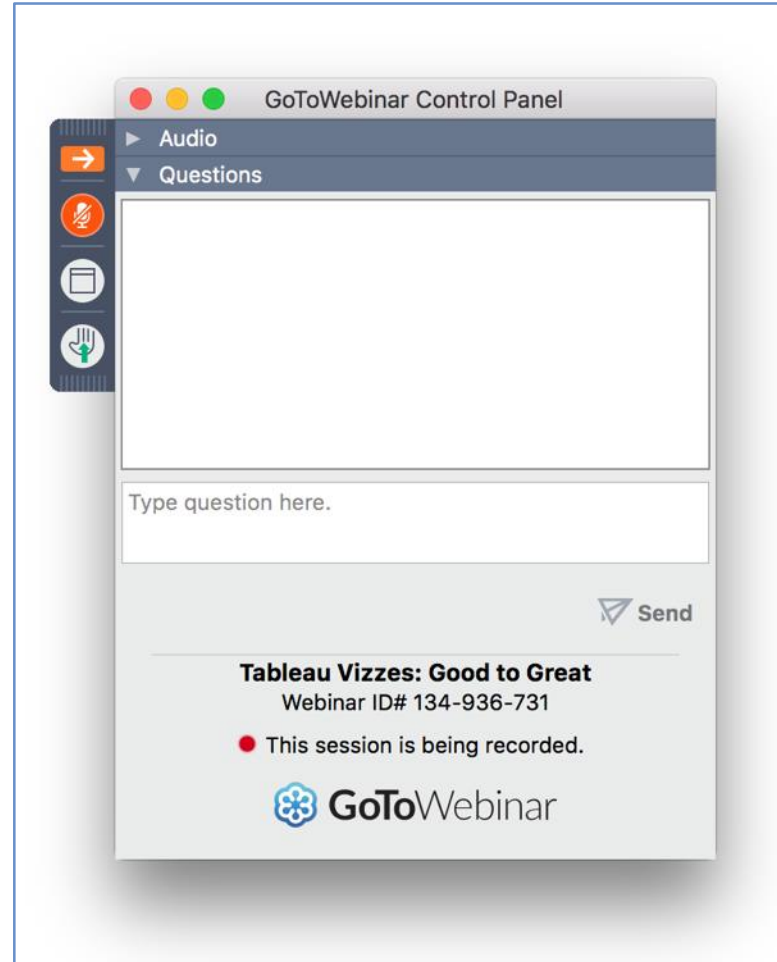 GoToWebinar Control Panel
Audio
Questions
Type question here.
Send
Tableau Vizzes: Good to Great
Webinar ID# 134-936-731
This session is being recorded.
GoToWebinar